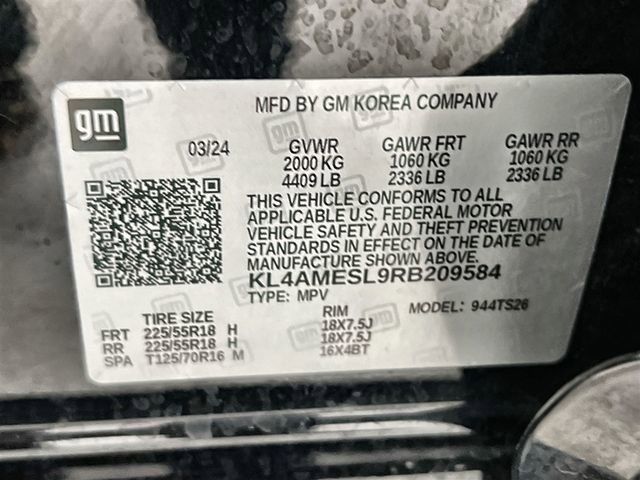 gm
MFD BY GM KOREA COMPANY
03/24 GVWR GAWR FRT GAWR RR
2000 KG 1060 KG 1060 KG
4409 LB 2336 LB 2336 LB
THIS VEHICLE CONFORMS TO ALL
APPLICABLE U.S. FEDERAL MOTOR
VEHICLE SAFETY AND THEFT PREVENTION
STANDARDS IN EFFECT ON THE DATE OF
MANUFACTURE SHOWN ABOVE.
KL4AMESL9RB209584
TYPE: MPV
TIRE SIZE RIM MODEL: 944TS26
FRT 225/55R18 H 18X7.5J
RR 225/55R18 H 18X7.5J
SPA T125/70R16 M 16X4BT